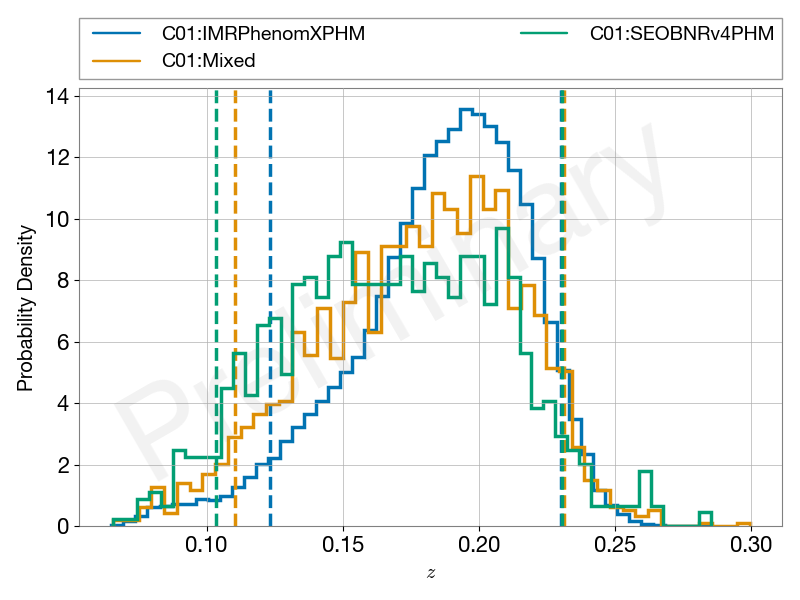 C01:IMRPhenomXPHM
C01:Mixed
C01:SEOBNRv4PHM
Preliminary
Probability Density
14
12
10
8
6
4
2
0
0.10 0.15 0.20 0.25 0.30
z